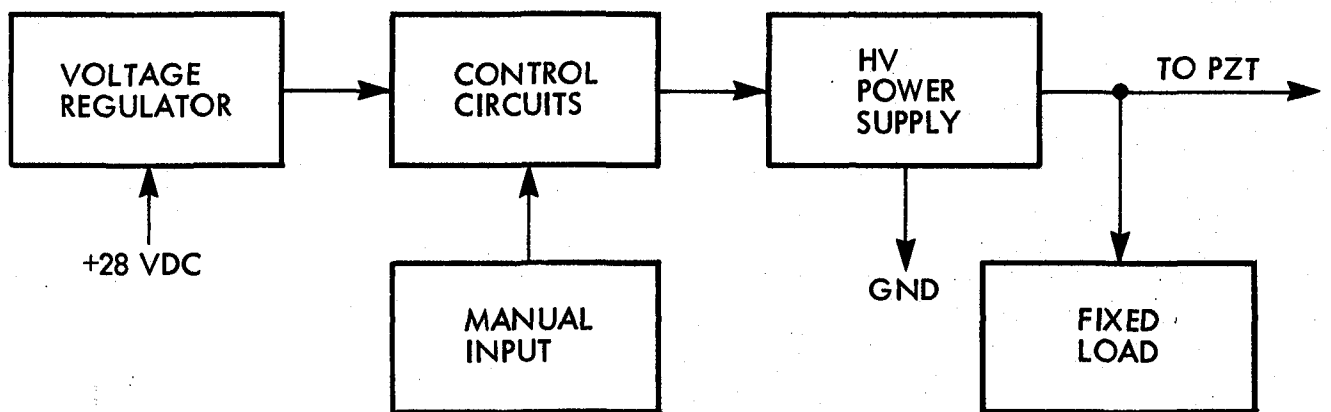 VOLTAGE
REGULATOR
CONTROL
CIRCUITS
HV
POWER
SUPPLY
TO PZT
+28 VDC
MANUAL
INPUT
GND
FIXED
LOAD